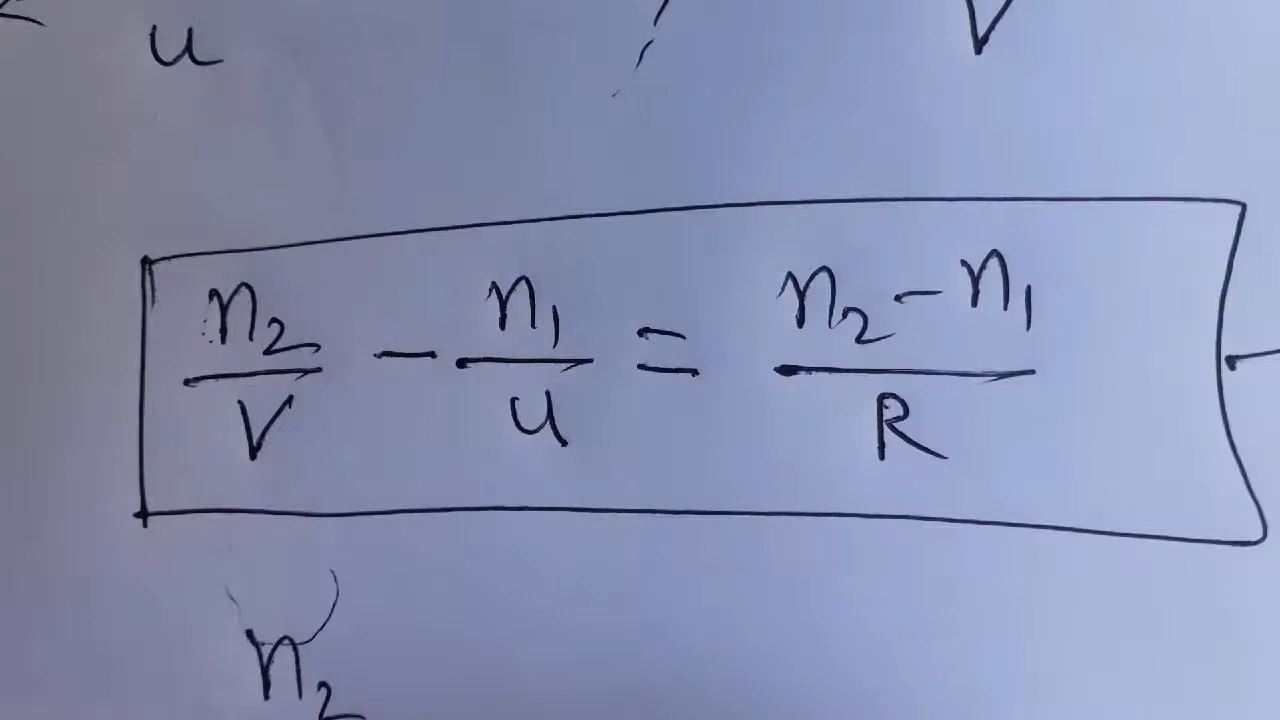 u V
n₂/V - n₁/u = n₂-n₁/R
n₂